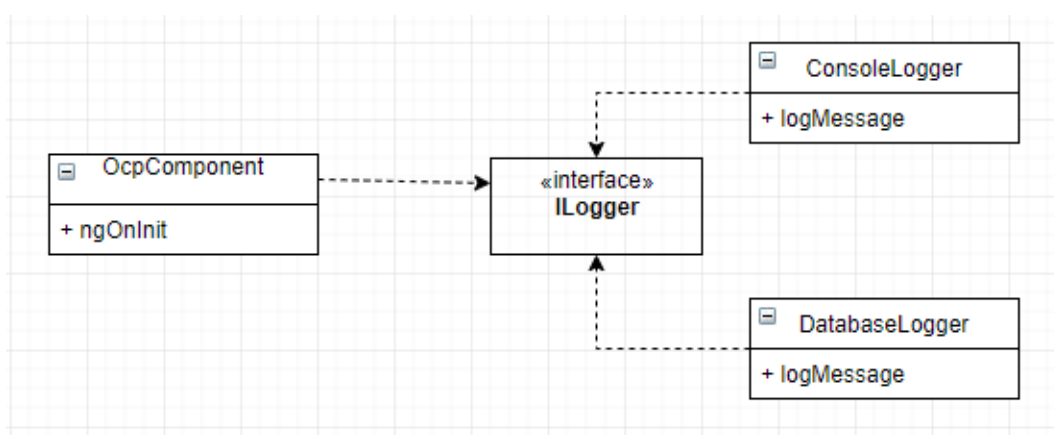 OcpComponent
+ ngOnInit
«interface»
ILogger
ConsoleLogger
+ logMessage
DatabaseLogger
+ logMessage